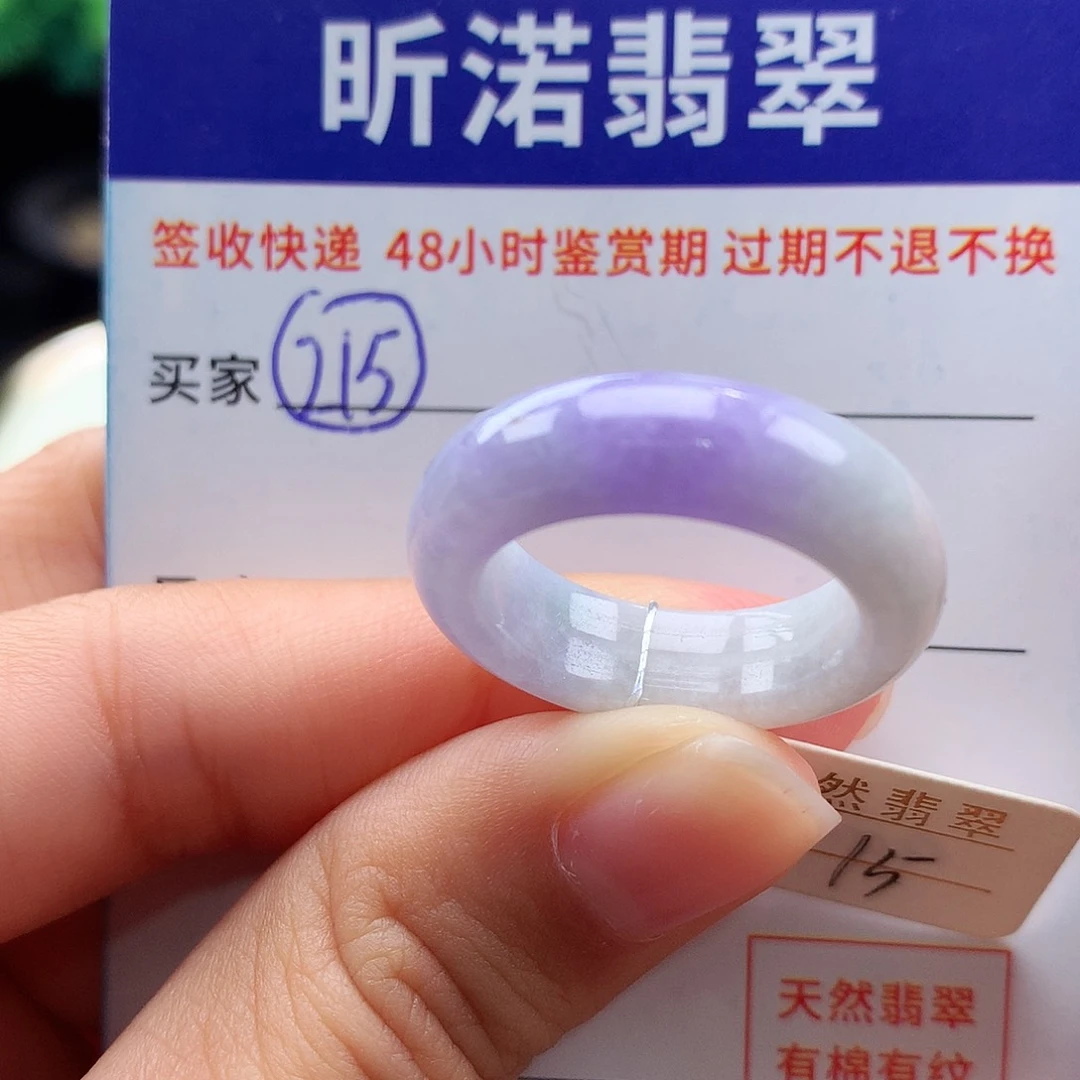 昕渃翡翠
签收快递 48小时鉴赏期 过期不退不换
买家 215
然翡翠
15
天然翡翠
有棉有纹